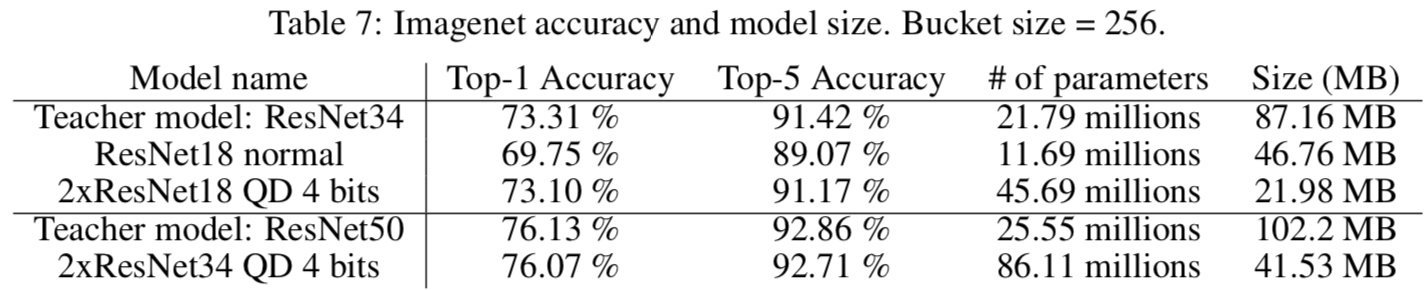 Table 7: Imagenet accuracy and model size. Bucket size = 256.
Model name Top-1 Accuracy Top-5 Accuracy # of parameters Size (MB)
Teacher model: ResNet34 73.31 % 91.42 % 21.79 millions 87.16 MB
ResNet18 normal 69.75 % 89.07 % 11.69 millions 46.76 MB
2xResNet18 QD 4 bits 73.10 % 91.17 % 45.69 millions 21.98 MB
Teacher model: ResNet50 76.13 % 92.86 % 25.55 millions 102.2 MB
2xResNet34 QD 4 bits 76.07 % 92.71 % 86.11 millions 41.53 MB